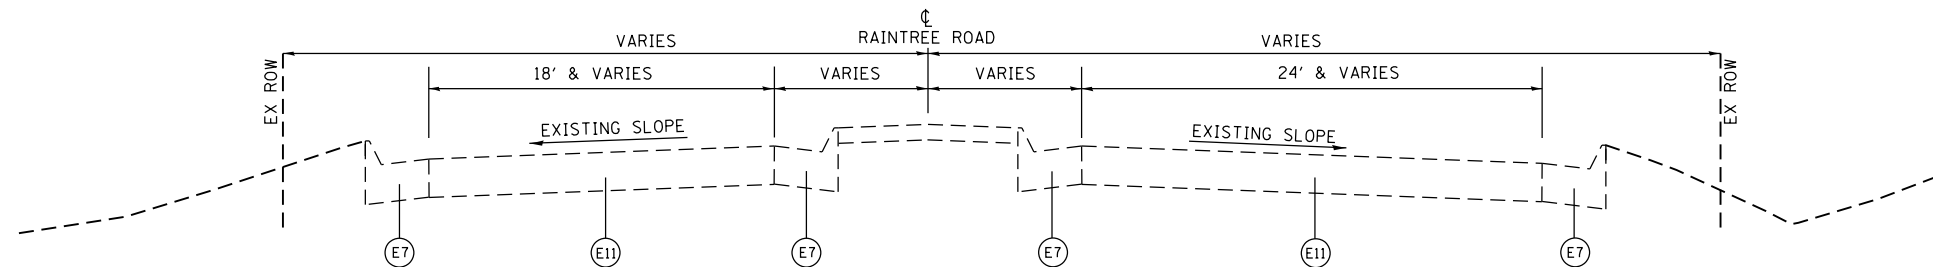 ℄
RAINTREE ROAD
VARIES
VARIES
18' & VARIES
VARIES
VARIES
24' & VARIES
EX ROW
EX ROW
EXISTING SLOPE
EXISTING SLOPE
E7
E11
E7
E7
E11
E7